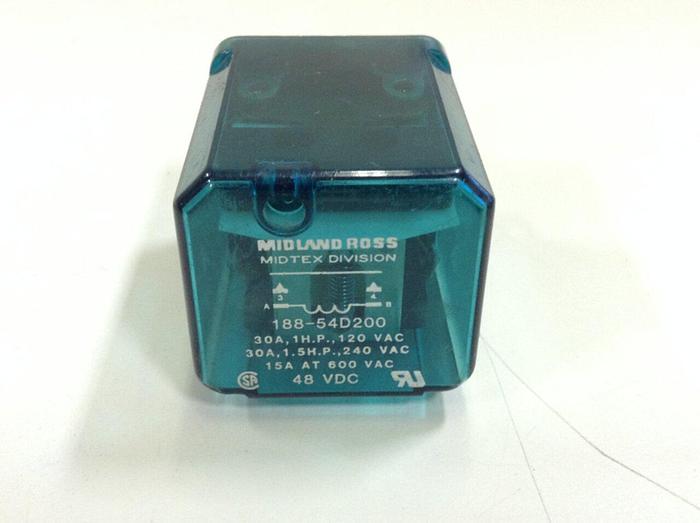 MIDLAND ROSS
MIDTEX DIVISION
3 4
A B
188-54D200
30A, 1H.P., 120 VAC
30A, 1.5H.P., 240 VAC
15A AT 600 VAC
48 VDC